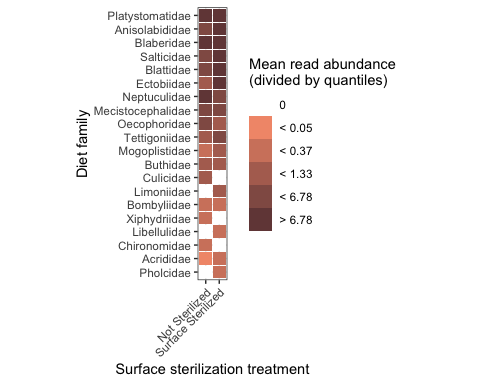 Platystomatidae
Anisolabididae
Blaberidae
Salticidae
Blattidae
Ectobiidae
Neptuculidae
Mecistocephalidae
Oecophoridae
Tettigoniidae
Mogoplistidae
Buthidae
Culicidae
Limoniidae
Bombyliidae
Xiphydriidae
Libellulidae
Chironomidae
Acrididae
Pholcidae
Diet family
Not Sterilized
Surface Sterilized
Surface sterilization treatment
Mean read abundance
(divided by quantiles)
0
< 0.05
< 0.37
< 1.33
< 6.78
> 6.78